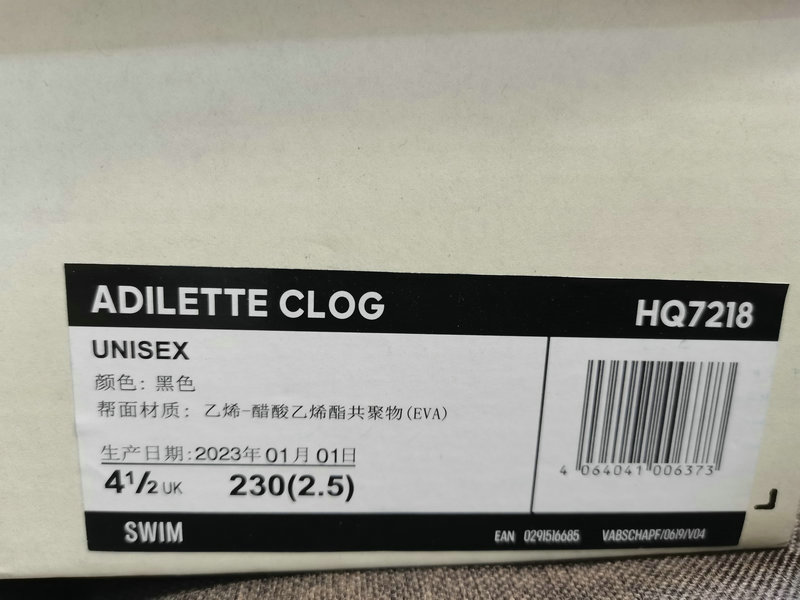 ADILETTE CLOG
HQ7218
UNISEX
颜色: 黑色
帮面材质: 乙烯-醋酸乙烯酯共聚物(EVA)
生产日期:2023年01月01日
4½ UK 230(2.5)
4 064041 006373
SWIM
EAN 0291516685 VABSCHAPF/0619/V04